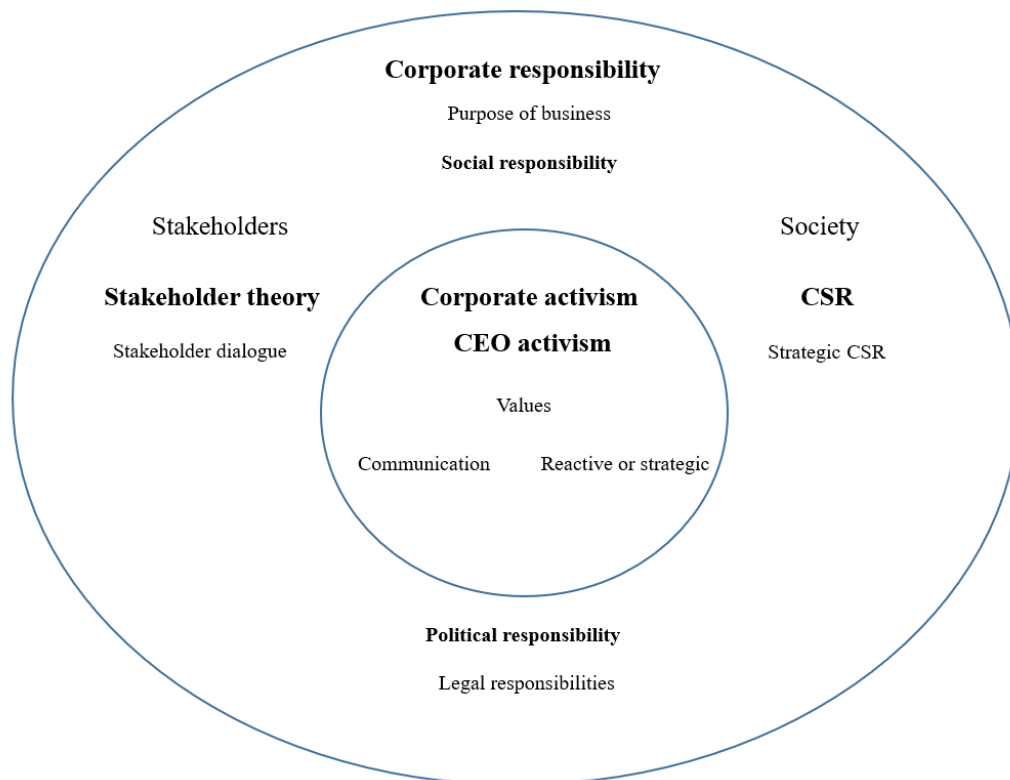 Corporate responsibility
Purpose of business
Social responsibility
Stakeholders
Society
Stakeholder theory
Corporate activism
CSR
CEO activism
Stakeholder dialogue
Strategic CSR
Values
Communication
Reactive or strategic
Political responsibility
Legal responsibilities